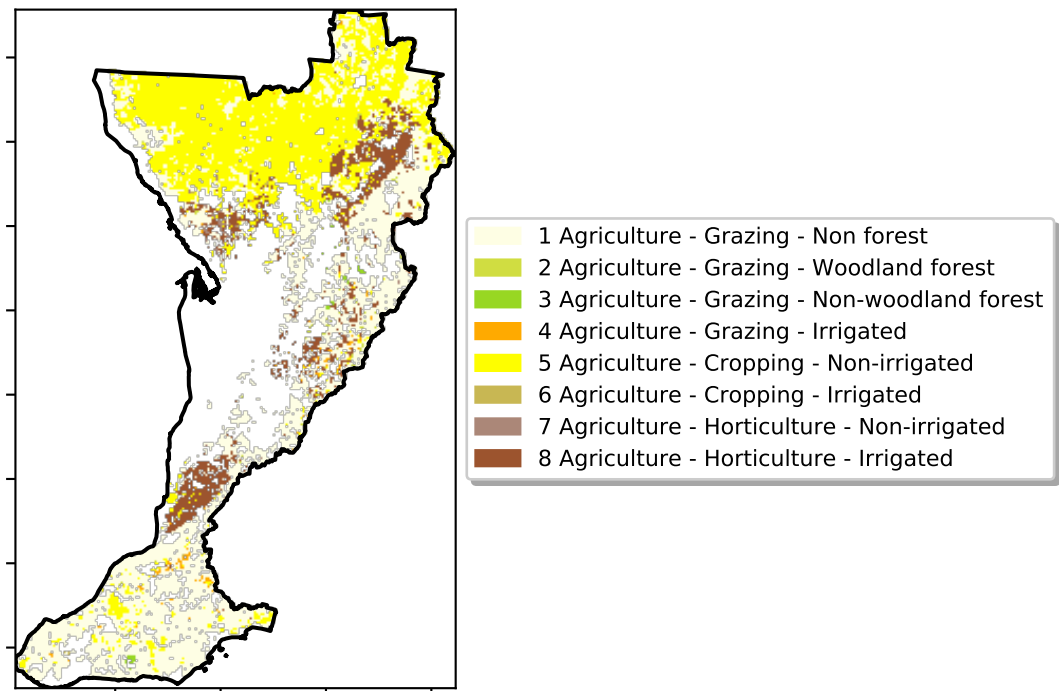 1 Agriculture - Grazing - Non forest
2 Agriculture - Grazing - Woodland forest
3 Agriculture - Grazing - Non-woodland forest
4 Agriculture - Grazing - Irrigated
5 Agriculture - Cropping - Non-irrigated
6 Agriculture - Cropping - Irrigated
7 Agriculture - Horticulture - Non-irrigated
8 Agriculture - Horticulture - Irrigated